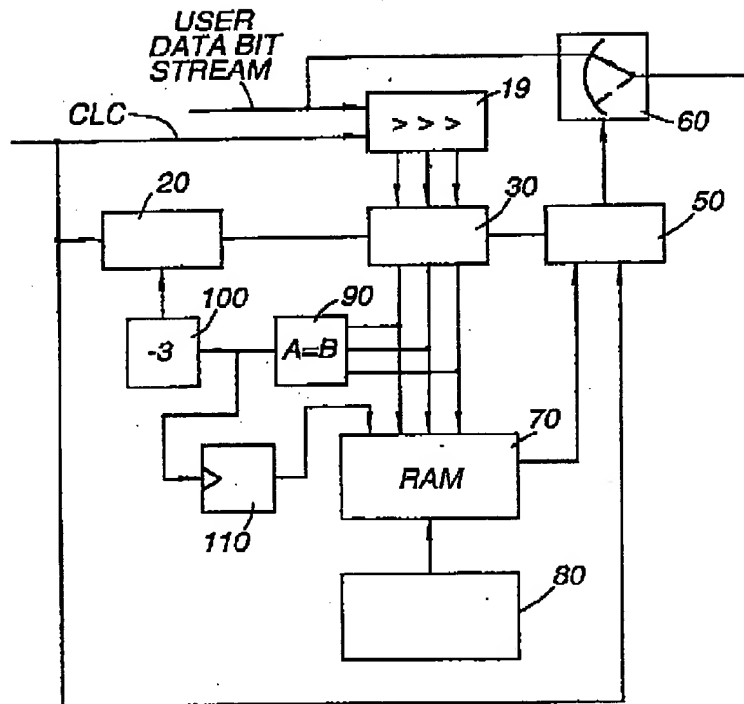 USER
DATA BIT
STREAM
CLC
19
> > >
60
20
30
50
90
100
-3
A=B
70
RAM
110
80